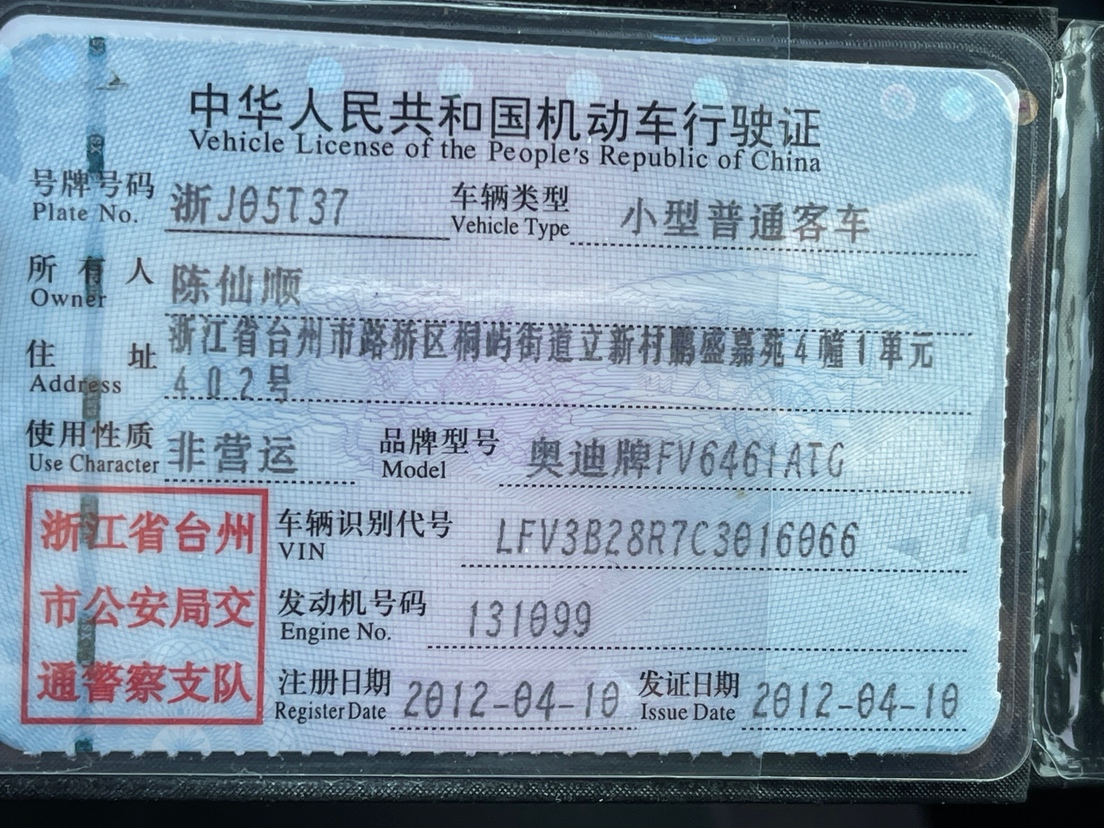 中华人民共和国机动车行驶证
Vehicle License of the People's Republic of China
号牌号码 浙J05T37 车辆类型 小型普通客车
Plate No. Vehicle Type
所有人 陈仙顺
Owner
住址 浙江省台州市路桥区桐屿街道立新村鹏盛嘉苑4幢1单元
Address 402号
使用性质 非营运 品牌型号 奥迪牌FV6461ATG
Use Character Model
浙江省台州 车辆识别代号 LFV3B28R7C3016066
VIN
市公安局交 发动机号码 131099
Engine No.
通警察支队 注册日期 2012-04-10 发证日期 2012-04-10
Register Date Issue Date